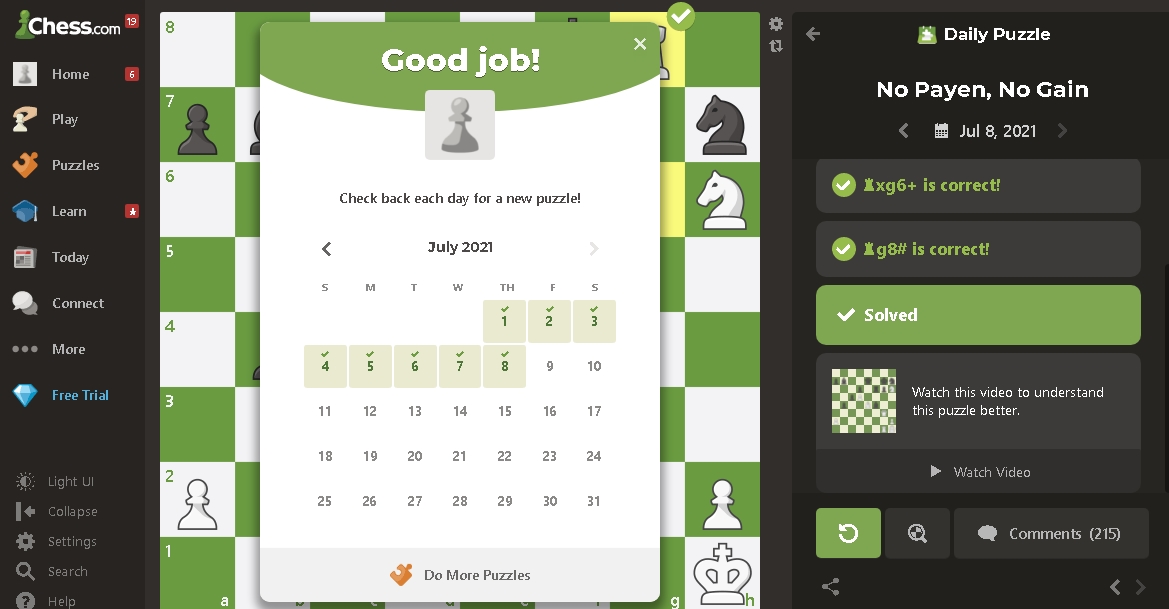 Chess.com
19
Home
6
Play
Puzzles
Learn
Today
Connect
More
Free Trial
Light UI
Collapse
Settings
Search
Help
8
7
6
5
4
3
2
1
a
b
c
d
e
f
g
h
Good job!
Check back each day for a new puzzle!
July 2021
S M T W TH F S
1 2 3
4 5 6 7 8 9 10
11 12 13 14 15 16 17
18 19 20 21 22 23 24
25 26 27 28 29 30 31
Do More Puzzles
Daily Puzzle
No Payen, No Gain
Jul 8, 2021
♜xg6+ is correct!
♜g8# is correct!
Solved
Watch this video to understand
this puzzle better.
Watch Video
Comments (215)